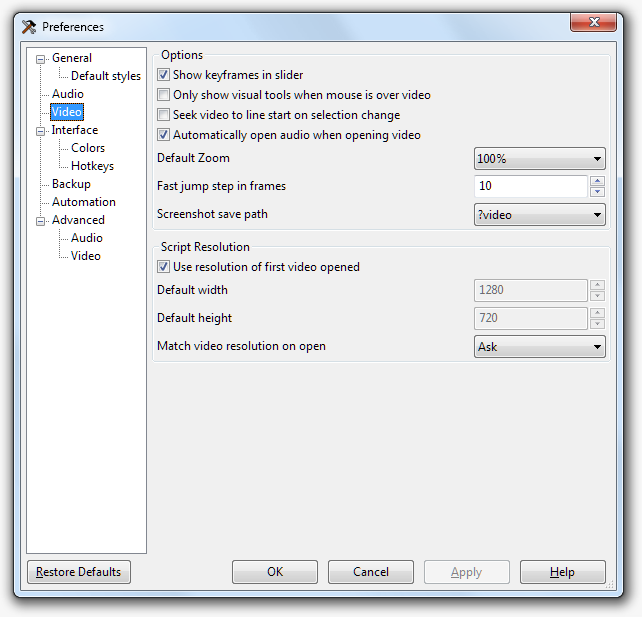 Preferences
General
Default styles
Audio
Video
Interface
Colors
Hotkeys
Backup
Automation
Advanced
Audio
Video
Options
Show keyframes in slider
Only show visual tools when mouse is over video
Seek video to line start on selection change
Automatically open audio when opening video
Default Zoom 100%
Fast jump step in frames 10
Screenshot save path ?video
Script Resolution
Use resolution of first video opened
Default width 1280
Default height 720
Match video resolution on open Ask
Restore Defaults OK Cancel Apply Help